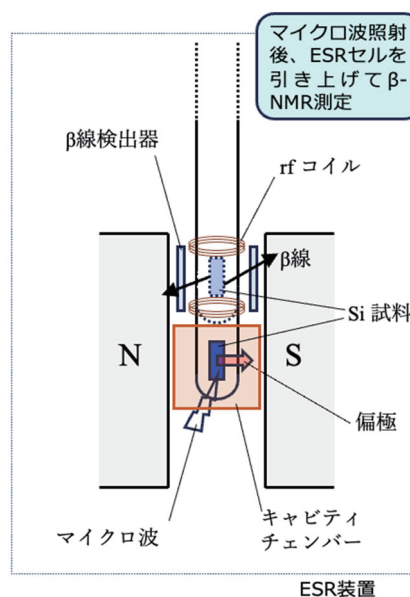 マイクロ波照射
後、ESRセルを
引き上げてβ-
NMR測定
β線検出器
rf コイル
β線
Si 試料
N
S
偏極
マイクロ波
キャビティ
チェンバー
ESR装置